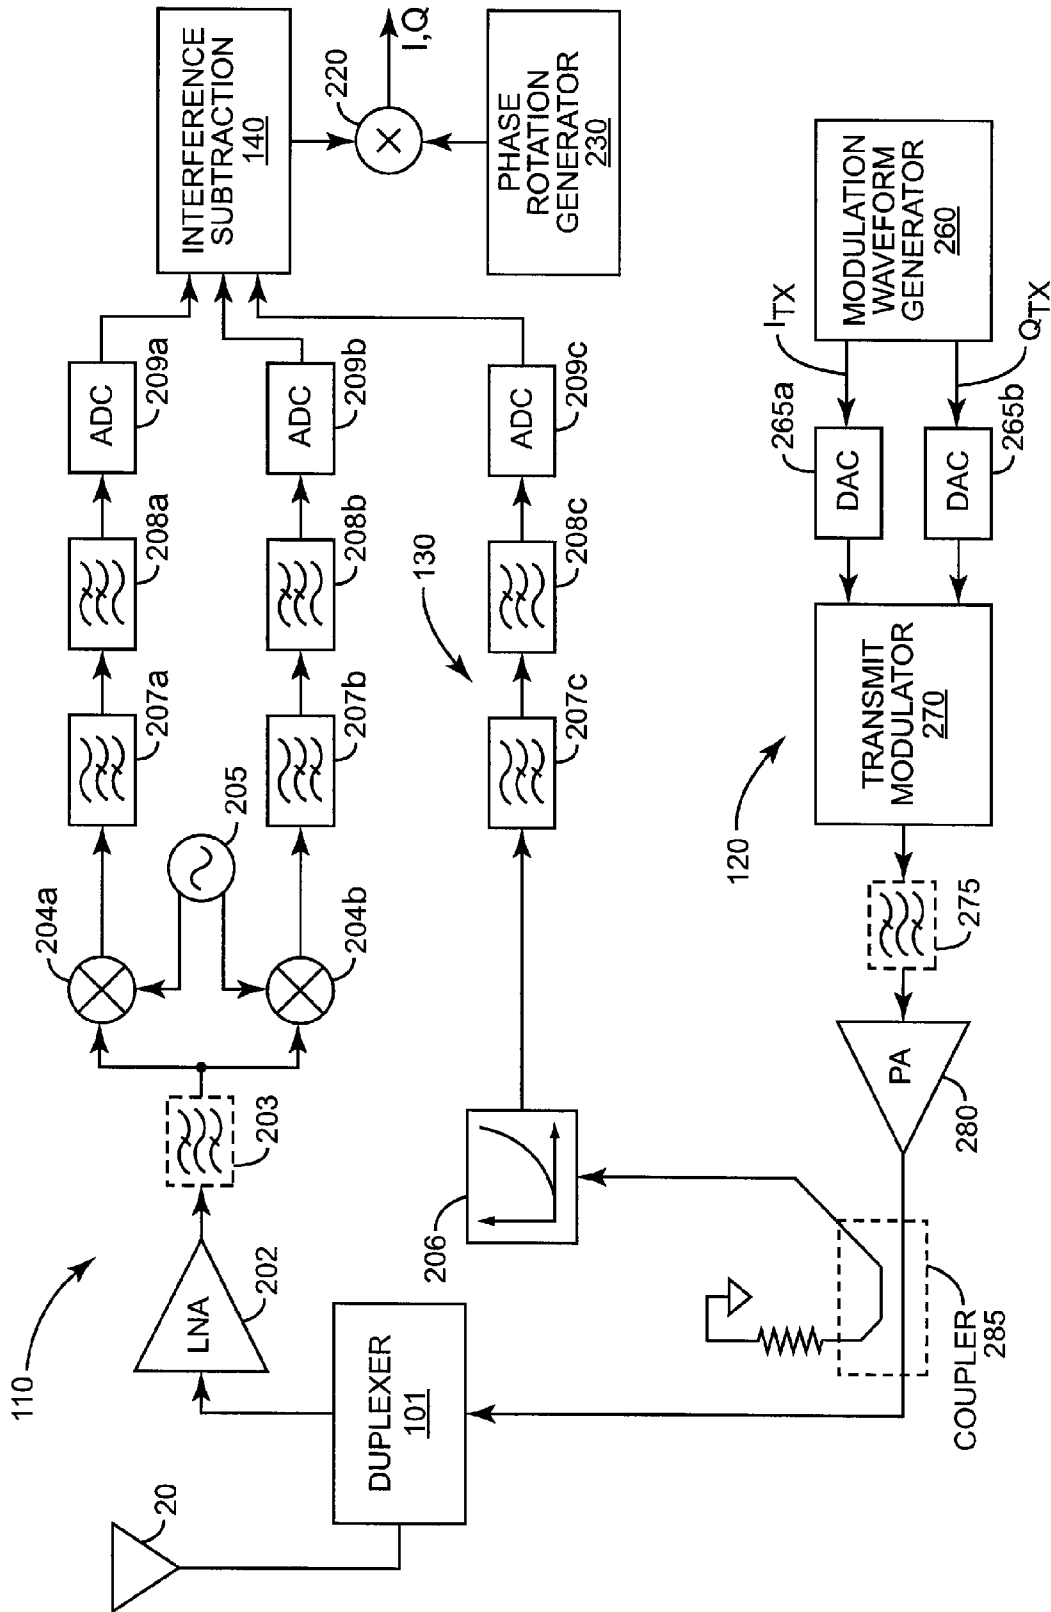 110
20
LNA
202
203
204a
204b
205
207a
207b
208a
208b
ADC
209a
ADC
209b
INTERFERENCE
SUBTRACTION
140
220
I,Q
PHASE
ROTATION
GENERATOR
230
DUPLEXER
101
206
130
207c
208c
ADC
209c
COUPLER
285
PA
280
275
120
TRANSMIT
MODULATOR
270
DAC
265a
DAC
265b
ITX
QTX
MODULATION
WAVEFORM
GENERATOR
260